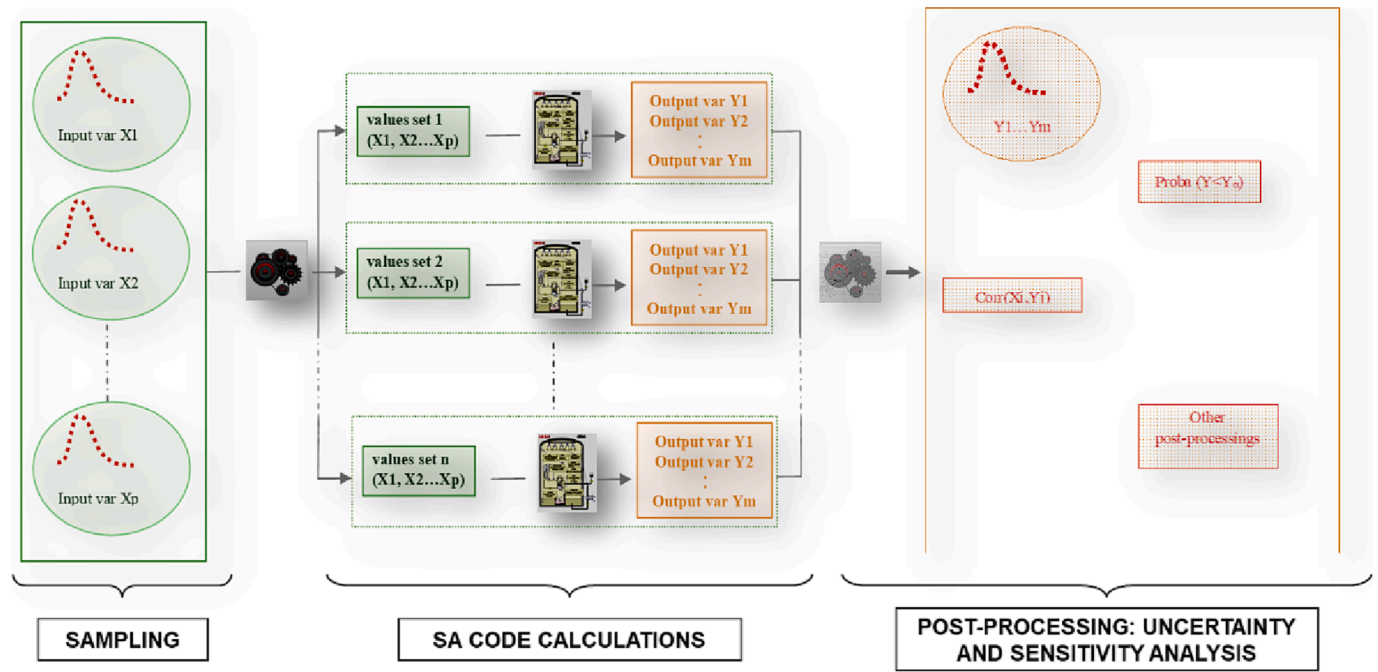 Input var X1
Input var X2
Input var Xp
SAMPLING
values set 1
(X1, X2...Xp)
Output var Y1
Output var Y2
.
.
Output var Ym
values set 2
(X1, X2...Xp)
Output var Y1
Output var Y2
.
.
Output var Ym
values set n
(X1, X2...Xp)
Output var Y1
Output var Y2
.
.
Output var Ym
SA CODE CALCULATIONS
Y1...Ym
Proba (Y<Yα)
Corr(Xi,Yj)
Other
post-processings
POST-PROCESSING: UNCERTAINTY
AND SENSITIVITY ANALYSIS